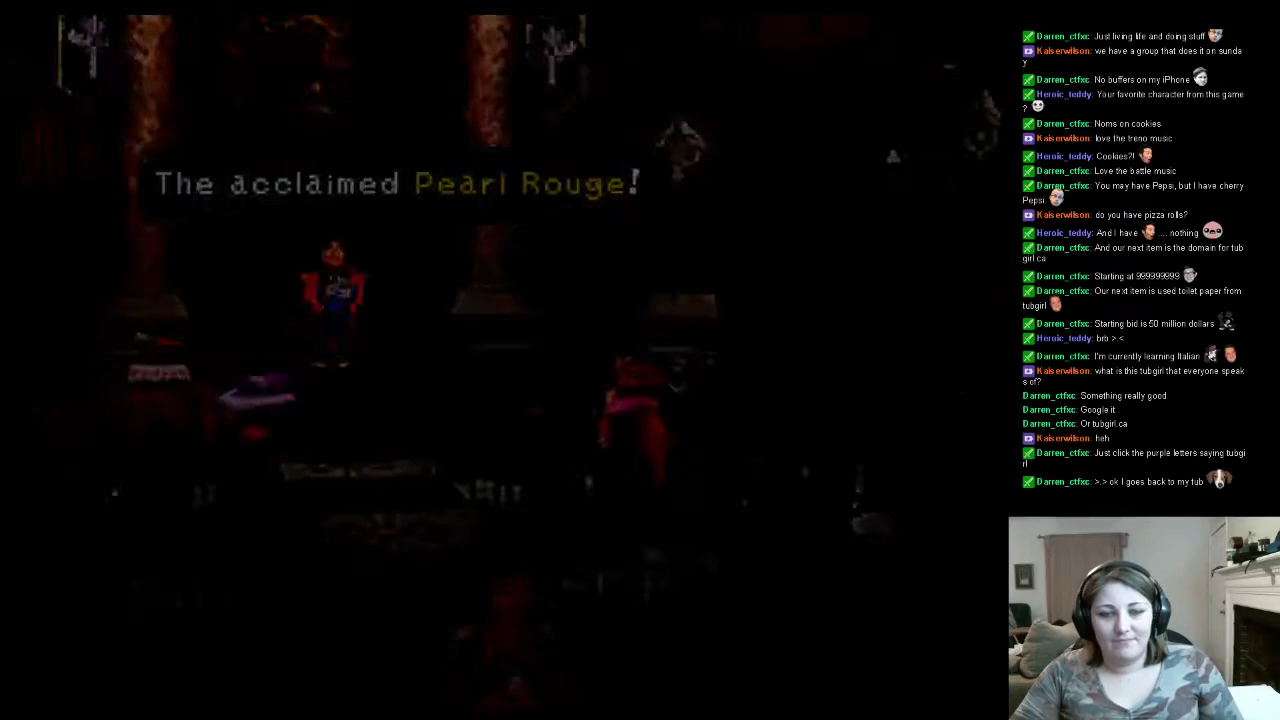 The acclaimed Pearl Rouge!
Darren_ctfxc: Just living life and doing stuff
Kaiserwilson: we have a group that does it on sunda
y
Darren_ctfxc: No buffers on my iPhone
Heroic_teddy: Your favorite character from this game
?
Darren_ctfxc: Noms on cookies
Kaiserwilson: love the treno music
Heroic_teddy: Cookies?!
Darren_ctfxc: Love the battle music
Darren_ctfxc: You may have Pepsi, but I have cherry
Pepsi
Kaiserwilson: do you have pizza rolls?
Heroic_teddy: And I have .... nothing
Darren_ctfxc: And our next item is the domain for tub
girl.ca
Darren_ctfxc: Starting at 999999999
Darren_ctfxc: Our next item is used toilet paper from
tubgirl
Darren_ctfxc: Starting bid is 50 million dollars
Heroic_teddy: brb >.<
Darren_ctfxc: I'm currently learning Italian
Kaiserwilson: what is this tubgirl that everyone speak
s of?
Darren_ctfxc: Something really good
Darren_ctfxc: Google it
Darren_ctfxc: Or tubgirl.ca
Kaiserwilson: heh
Darren_ctfxc: Just click the purple letters saying tubgi
rl
Darren_ctfxc: >.> ok I goes back to my tub